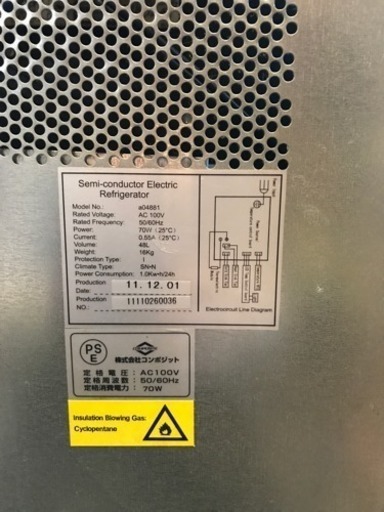 Semi-conductor Electric
Refrigerator
Model No.: a04881
Rated Voltage: AC 100V
Rated Frequency: 50/60Hz
Power: 70W (25°C)
Current: 0.55A (25°C)
Volume: 48L
Weight: 16Kg
Protection Type: I
Climate Type: SN-N
Power Consumption: 1.0Kw•h/24h
Production
Date: 11.12.01
Production
NO.: 11110260036
Power Input
Electrocircuit Line Diagram
PS
E
株式会社コンポジット
定格電圧:AC100V
定格周波数:50/60Hz
定格消費電力:70W
Insulation Blowing Gas:
Cyclopentane